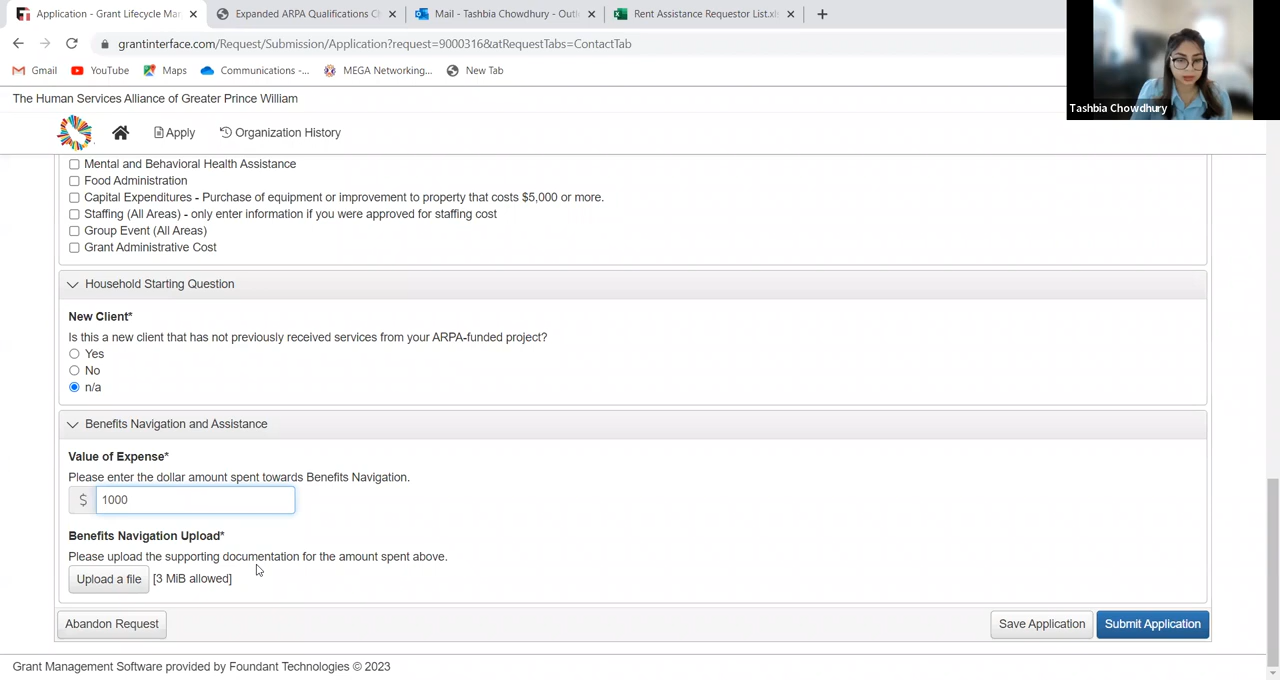 Application - Grant Lifecycle Mar
Expanded ARPA Qualifications C
Mail - Tashbia Chowdhury - Outl
Rent Assistance Requestor List.xl
grantinterface.com/Request/Submission/Application?request=9000316&atRequestTabs=ContactTab
Gmail
YouTube
Maps
Communications -...
MEGA Networking...
New Tab
Tashbia Chowdhury
The Human Services Alliance of Greater Prince William
Apply
Organization History
Mental and Behavioral Health Assistance
Food Administration
Capital Expenditures - Purchase of equipment or improvement to property that costs $5,000 or more.
Staffing (All Areas) - only enter information if you were approved for staffing cost
Group Event (All Areas)
Grant Administrative Cost
Household Starting Question
New Client*
Is this a new client that has not previously received services from your ARPA-funded project?
Yes
No
n/a
Benefits Navigation and Assistance
Value of Expense*
Please enter the dollar amount spent towards Benefits Navigation.
$ 1000
Benefits Navigation Upload*
Please upload the supporting documentation for the amount spent above.
Upload a file [3 MiB allowed]
Abandon Request
Save Application
Submit Application
Grant Management Software provided by Foundant Technologies © 2023